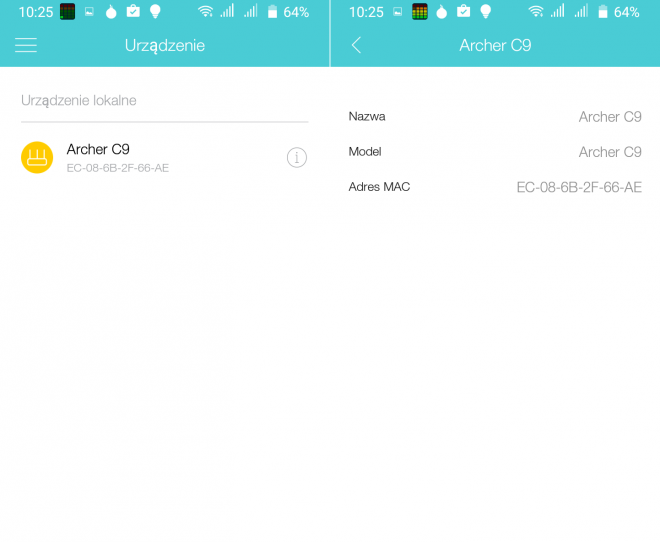 10:25 64%
Urządzenie
Urządzenie lokalne
Archer C9
EC-08-6B-2F-66-AE
10:25 64%
Archer C9
Nazwa Archer C9
Model Archer C9
Adres MAC EC-08-6B-2F-66-AE